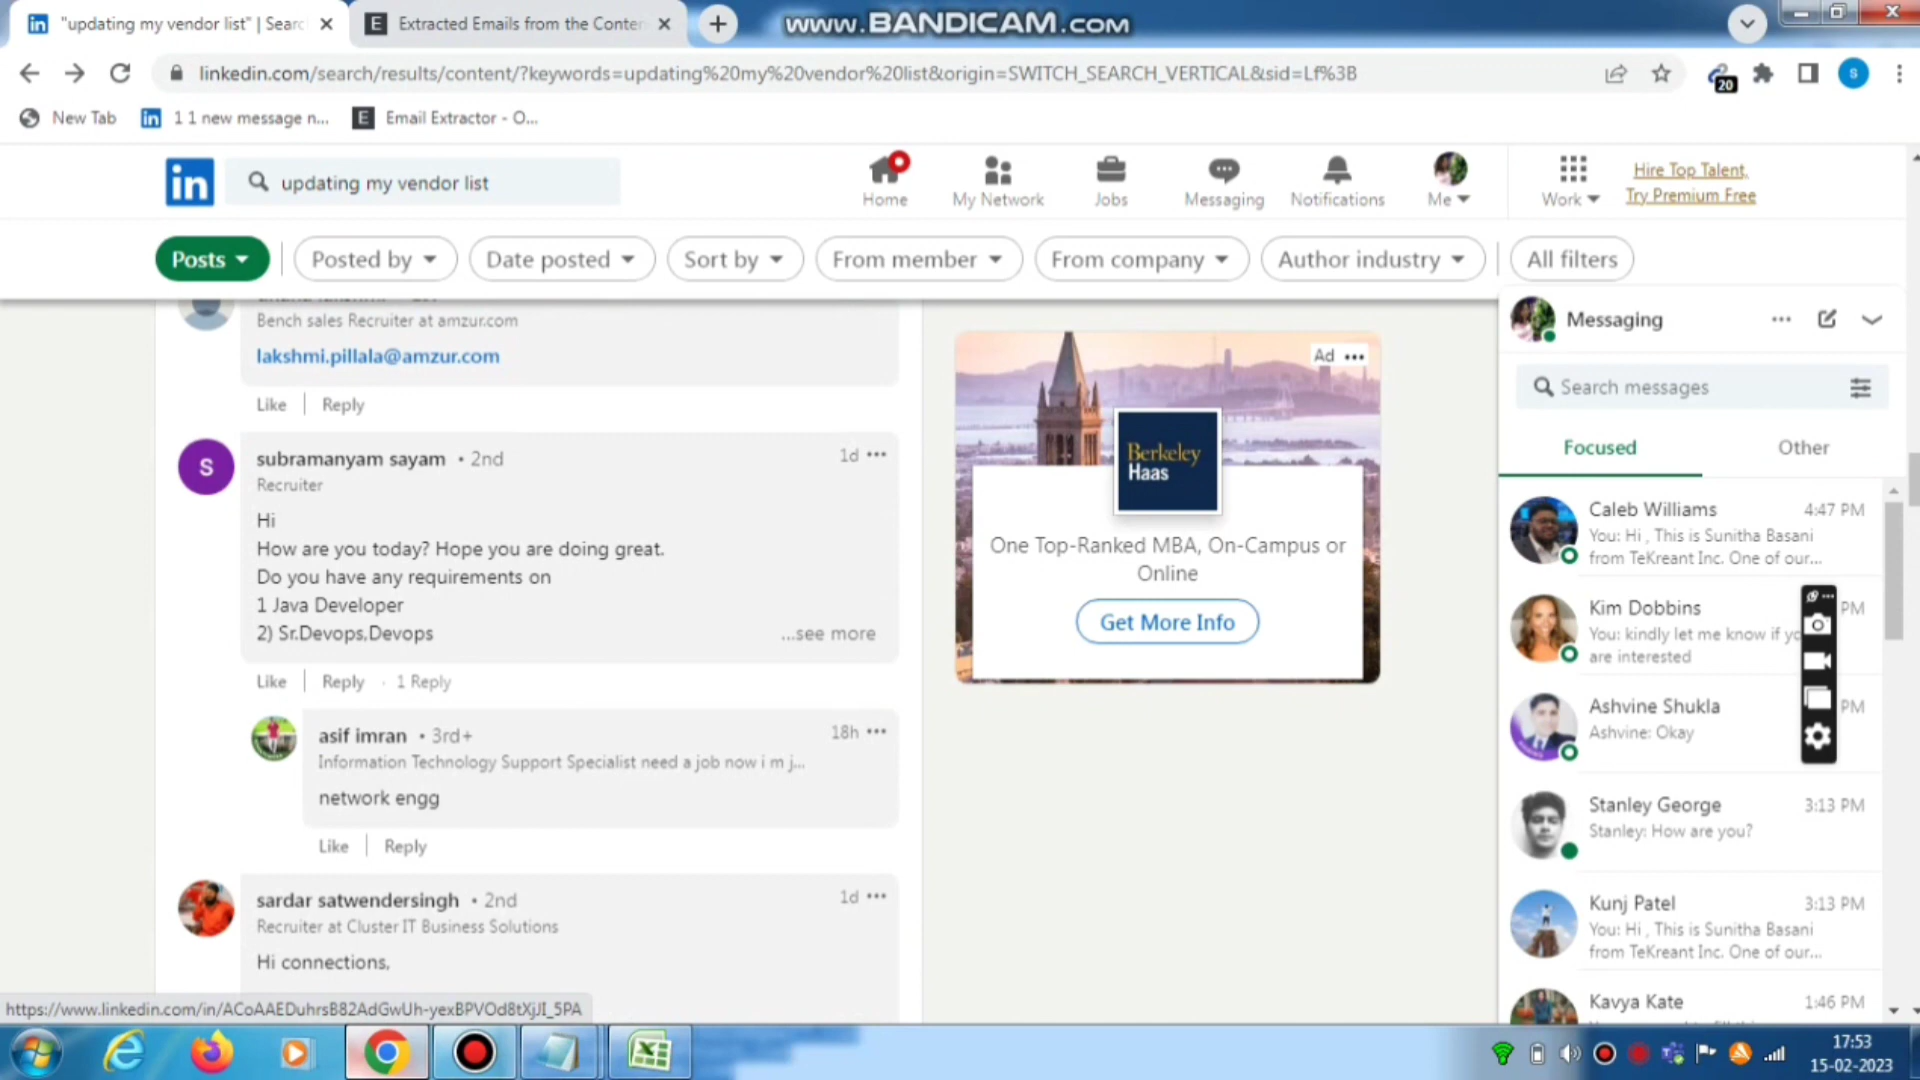 www.BANDICAM.com
"updating my vendor list" | Searc
Extracted Emails from the Conten
linkedin.com/search/results/content/?keywords=updating%20my%20vendor%20list&origin=SWITCH_SEARCH_VERTICAL&sid=Lf%3B
20
s
New Tab
1 1 new message n...
Email Extractor - O...
in
updating my vendor list
Home
My Network
Jobs
Messaging
Notifications
Me
Work
Hire Top Talent,
Try Premium Free
Posts
Posted by
Date posted
Sort by
From member
From company
Author industry
All filters
Bench sales Recruiter at amzur.com
lakshmi.pillala@amzur.com
Like
Reply
S
subramanyam sayam • 2nd
1d
Recruiter
Hi
How are you today? Hope you are doing great.
Do you have any requirements on
1 Java Developer
2) Sr.Devops,Devops
...see more
Like
Reply · 1 Reply
asif imran • 3rd+
18h
Information Technology Support Specialist need a job now i m j...
network engg
Like
Reply
sardar satwendersingh • 2nd
1d
Recruiter at Cluster IT Business Solutions
Hi connections,
Ad
Berkeley
Haas
One Top-Ranked MBA, On-Campus or
Online
Get More Info
Messaging
Search messages
Focused
Other
Caleb Williams
4:47 PM
You: Hi , This is Sunitha Basani
from TeKreant Inc. One of our...
Kim Dobbins
PM
You: kindly let me know if yo
are interested
Ashvine Shukla
PM
Ashvine: Okay
Stanley George
3:13 PM
Stanley: How are you?
Kunj Patel
3:13 PM
You: Hi , This is Sunitha Basani
from TeKreant Inc. One of our...
Kavya Kate
1:46 PM
https://www.linkedin.com/in/ACoAAEDuhrsB82AdGwUh-yexBPVOd8tXjJI_5PA
17:53
15-02-2023